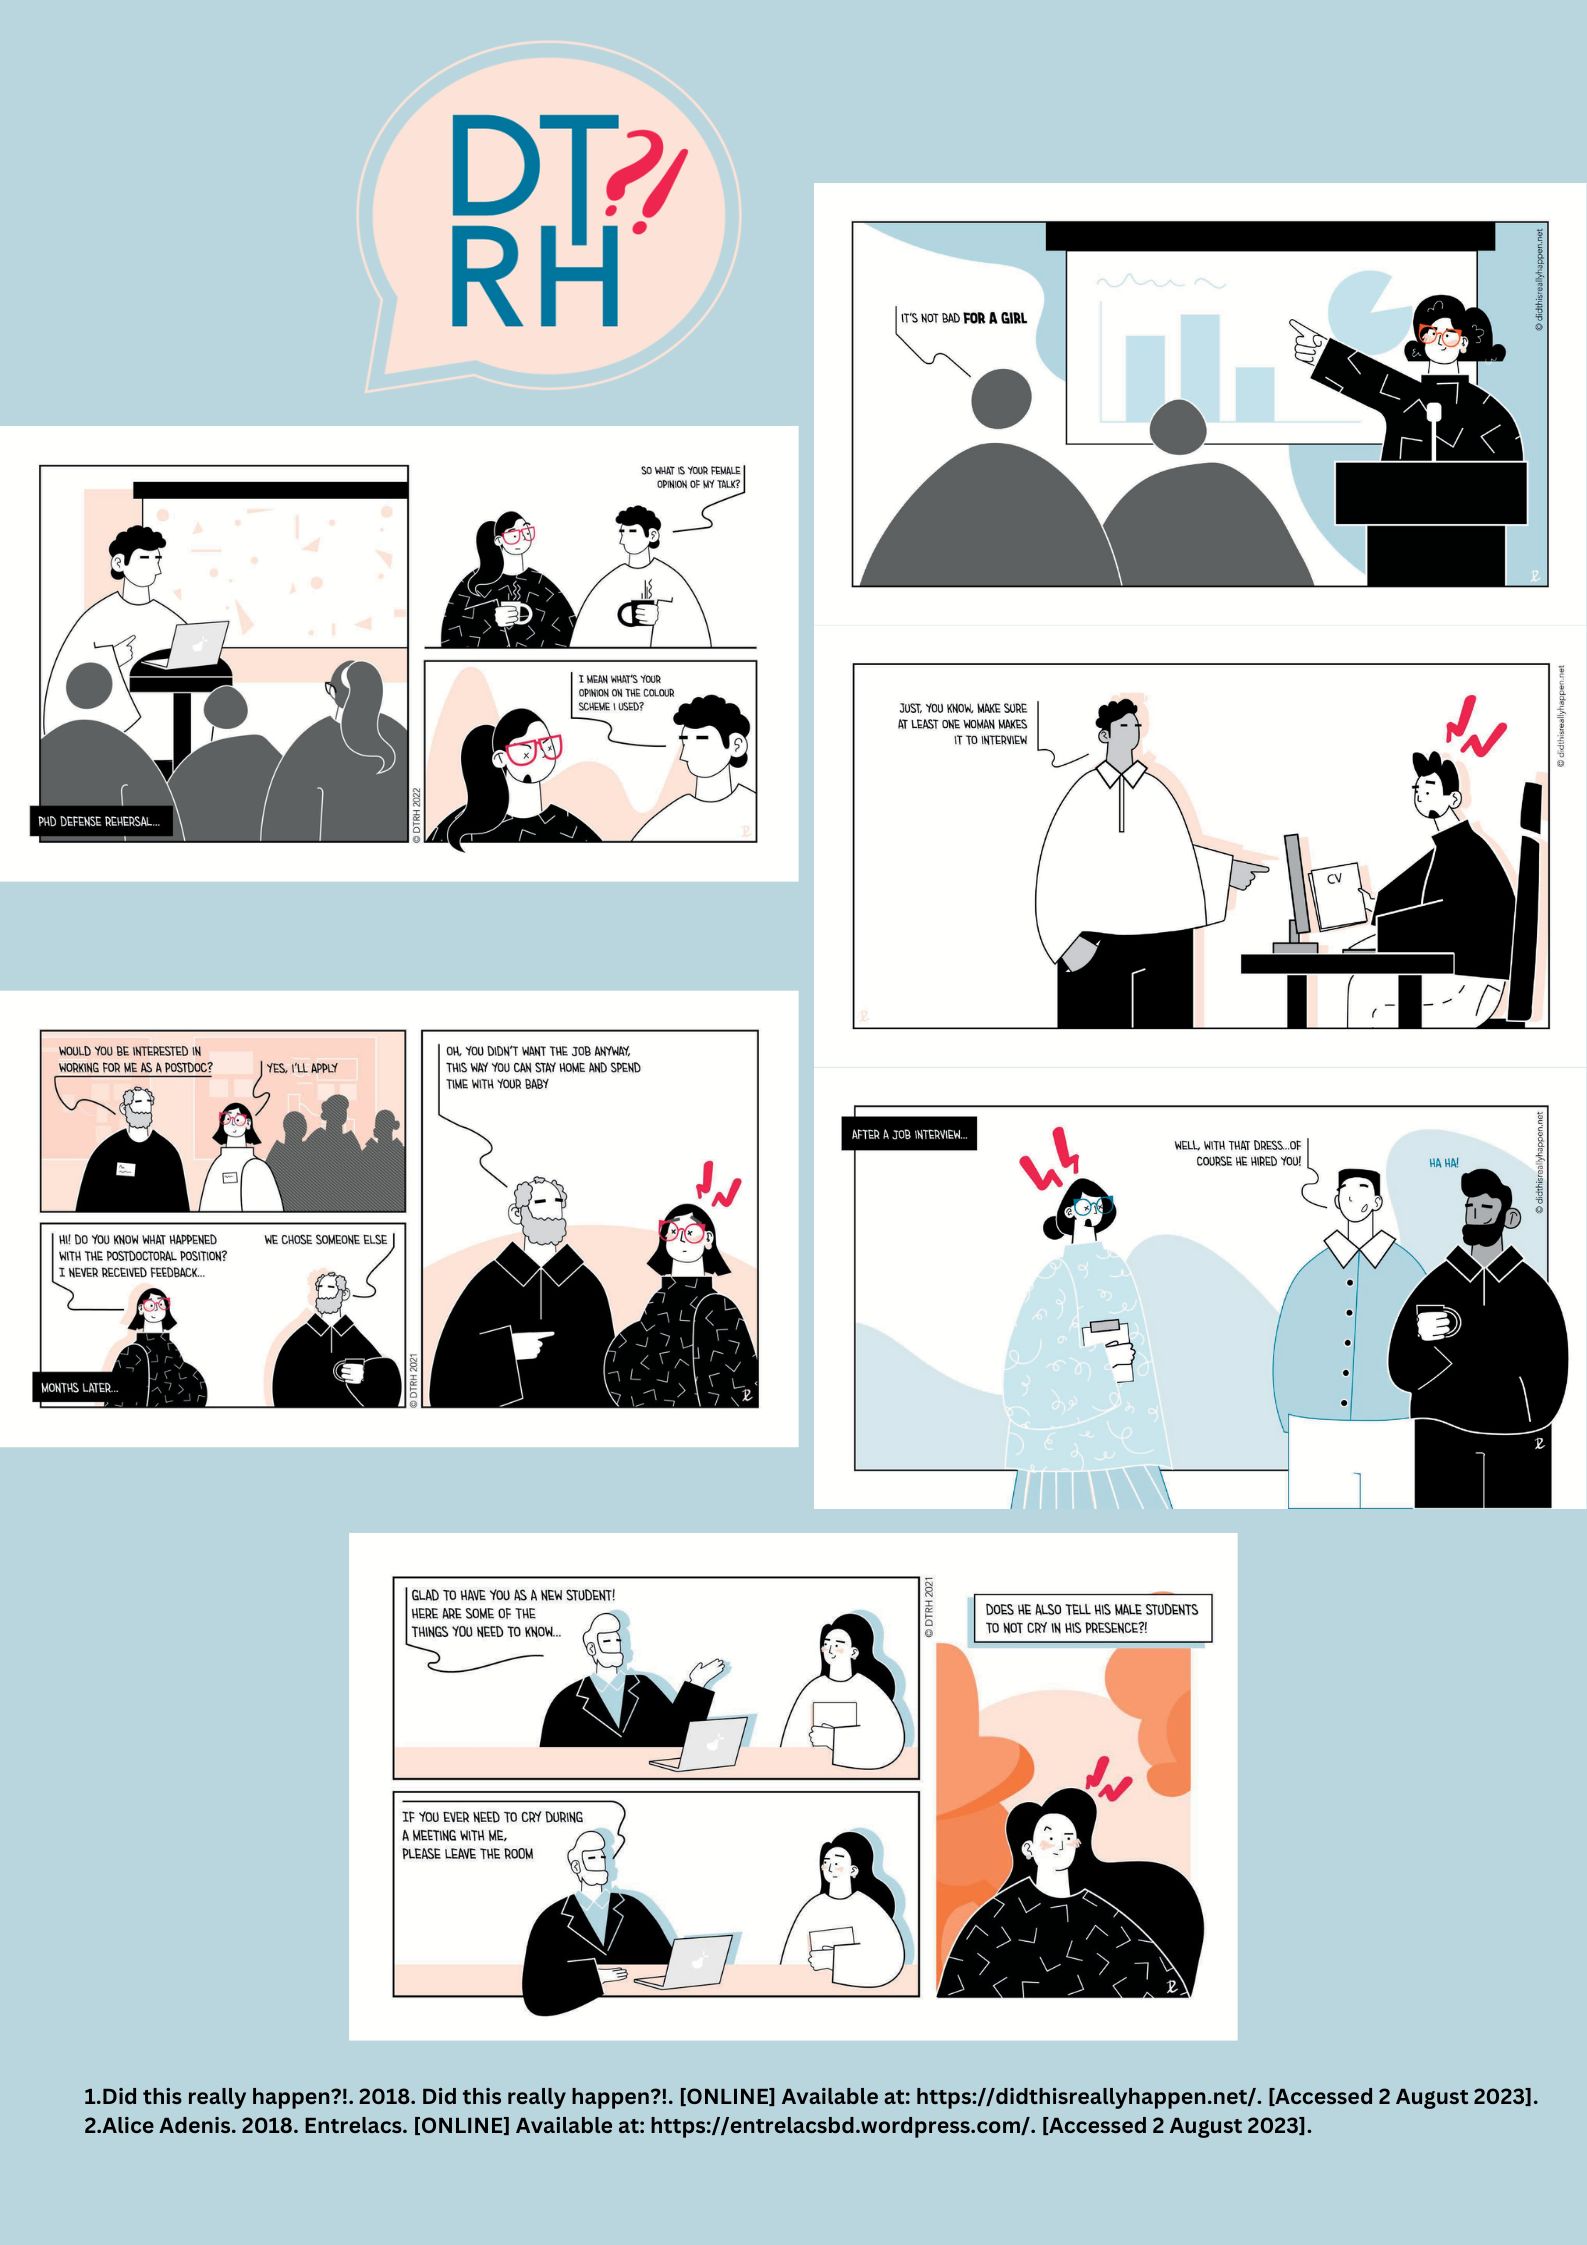 DT?!
RH
SO WHAT IS YOUR FEMALE
OPINION OF MY TALK?
I MEAN WHAT'S YOUR
OPINION ON THE COLOUR
SCHEME I USED?
PHD DEFENSE REHERSAL...
© DTRH 2022
WOULD YOU BE INTERESTED IN
WORKING FOR ME AS A POSTDOC?
YES, I'LL APPLY
HI! DO YOU KNOW WHAT HAPPENED
WITH THE POSTDOCTORAL POSITION?
I NEVER RECEIVED FEEDBACK...
WE CHOSE SOMEONE ELSE
MONTHS LATER...
© DTRH 2021
OH, YOU DIDN'T WANT THE JOB ANYWAY,
THIS WAY YOU CAN STAY HOME AND SPEND
TIME WITH YOUR BABY
IT'S NOT BAD FOR A GIRL
© didthisreallyhappen.net
JUST, YOU KNOW, MAKE SURE
AT LEAST ONE WOMAN MAKES
IT TO INTERVIEW
CV
© didthisreallyhappen.net
AFTER A JOB INTERVIEW...
WELL, WITH THAT DRESS...OF
COURSE HE HIRED YOU!
HA HA!
© didthisreallyhappen.net
GLAD TO HAVE YOU AS A NEW STUDENT!
HERE ARE SOME OF THE
THINGS YOU NEED TO KNOW...
IF YOU EVER NEED TO CRY DURING
A MEETING WITH ME,
PLEASE LEAVE THE ROOM
© DTRH 2021
DOES HE ALSO TELL HIS MALE STUDENTS
TO NOT CRY IN HIS PRESENCE?!
1.Did this really happen?!. 2018. Did this really happen?!. [ONLINE] Available at: https://didthisreallyhappen.net/. [Accessed 2 August 2023].
2.Alice Adenis. 2018. Entrelacs. [ONLINE] Available at: https://entrelacsbd.wordpress.com/. [Accessed 2 August 2023].